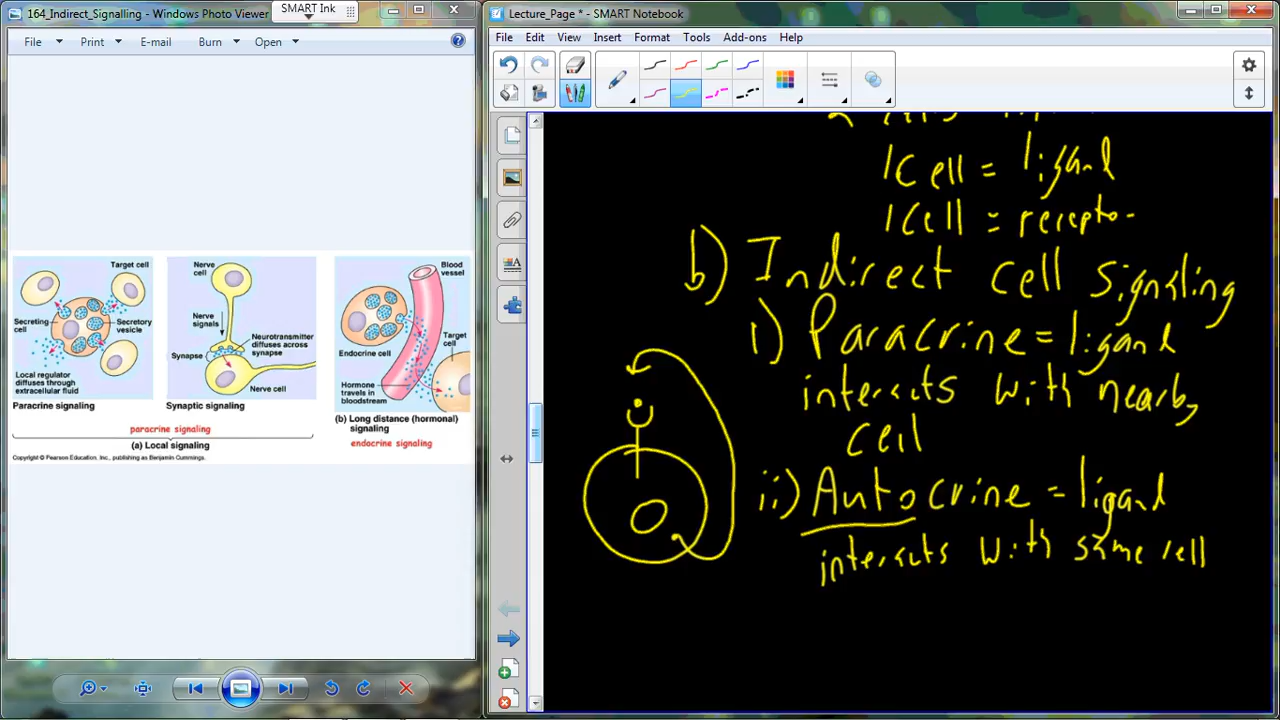 164_Indirect_Signalling - Windows Photo Viewer
SMART Ink
File Print Burn E-mail Open
Target cell
Secreting cell
Secretory vesicle
Local regulator diffuses through extracellular fluid
Paracrine signaling
Nerve cell
Nerve signals
Neurotransmitter diffuses across synapse
Synapse
Nerve cell
Synaptic signaling
paracrine signaling
(a) Local signaling
Blood vessel
Endocrine cell
Target cell
Hormone travels in bloodstream
(b) Long distance (hormonal) signaling
endocrine signaling
Copyright © Pearson Education, Inc., publishing as Benjamin Cummings.
Lecture_Page * - SMART Notebook
File Edit View Insert Format Tools Add-ons Help
1Cell = ligand
1Cell = receptor
b) Indirect cell signaling
i) Paracrine = ligand
interacts with nearby
cell
ii) Autocrine = ligand
interacts with same cell